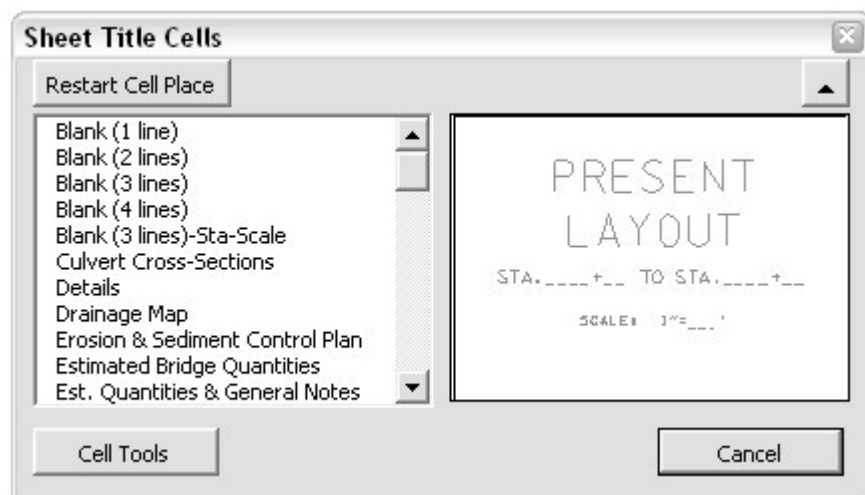 Sheet Title Cells
Restart Cell Place
Blank (1 line)
Blank (2 lines)
Blank (3 lines)
Blank (4 lines)
Blank (3 lines)-Sta-Scale
Culvert Cross-Sections
Details
Drainage Map
Erosion & Sediment Control Plan
Estimated Bridge Quantities
Est. Quantities & General Notes
PRESENT
LAYOUT
STA.____+__ TO STA.____+__
SCALE: 1"=__.'
Cell Tools
Cancel